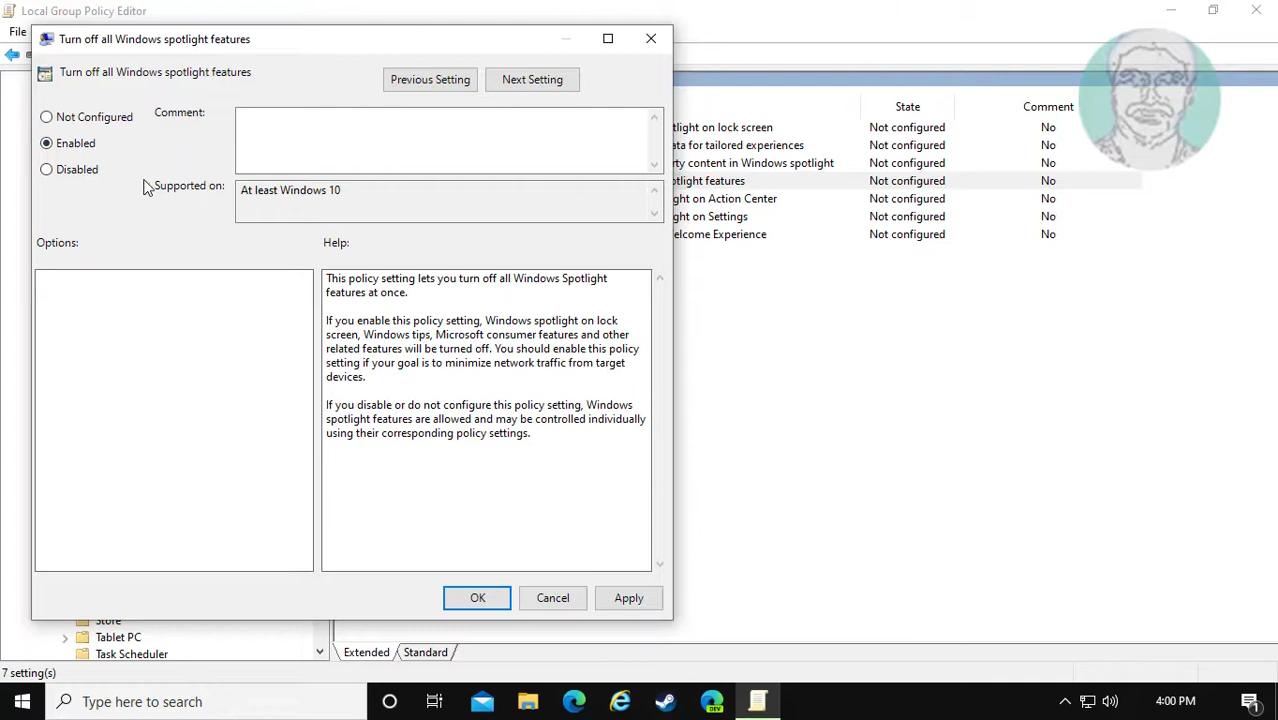 Local Group Policy Editor
File
Turn off all Windows spotlight features
Turn off all Windows spotlight features
Previous Setting
Next Setting
Not Configured
Enabled
Disabled
Comment:
Supported on:
At least Windows 10
Options:
Help:
This policy setting lets you turn off all Windows Spotlight
features at once.
If you enable this policy setting, Windows spotlight on lock
screen, Windows tips, Microsoft consumer features and other
related features will be turned off. You should enable this policy
setting if your goal is to minimize network traffic from target
devices.
If you disable or do not configure this policy setting, Windows
spotlight features are allowed and may be controlled individually
using their corresponding policy settings.
OK
Cancel
Apply
State
Comment
tlight on lock screen Not configured No
ata for tailored experiences Not configured No
rty content in Windows spotlight Not configured No
otlight features Not configured No
ight on Action Center Not configured No
ght on Settings Not configured No
elcome Experience Not configured No
Store
Tablet PC
Task Scheduler
Extended
Standard
7 setting(s)
Type here to search
DEV
4:00 PM
1